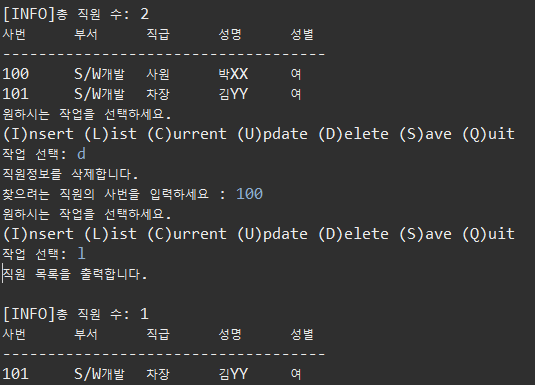 [INFO]총 직원 수: 2
사번 부서 직급 성명 성별
------------------------------------
100 S/W개발 사원 박XX 여
101 S/W개발 차장 김YY 여
원하시는 작업을 선택하세요.
(I)nsert (L)ist (C)urrent (U)pdate (D)elete (S)ave (Q)uit
작업 선택: d
직원정보를 삭제합니다.
찾으려는 직원의 사번을 입력하세요 : 100
원하시는 작업을 선택하세요.
(I)nsert (L)ist (C)urrent (U)pdate (D)elete (S)ave (Q)uit
작업 선택: l
직원 목록을 출력합니다.
[INFO]총 직원 수: 1
사번 부서 직급 성명 성별
------------------------------------
101 S/W개발 차장 김YY 여